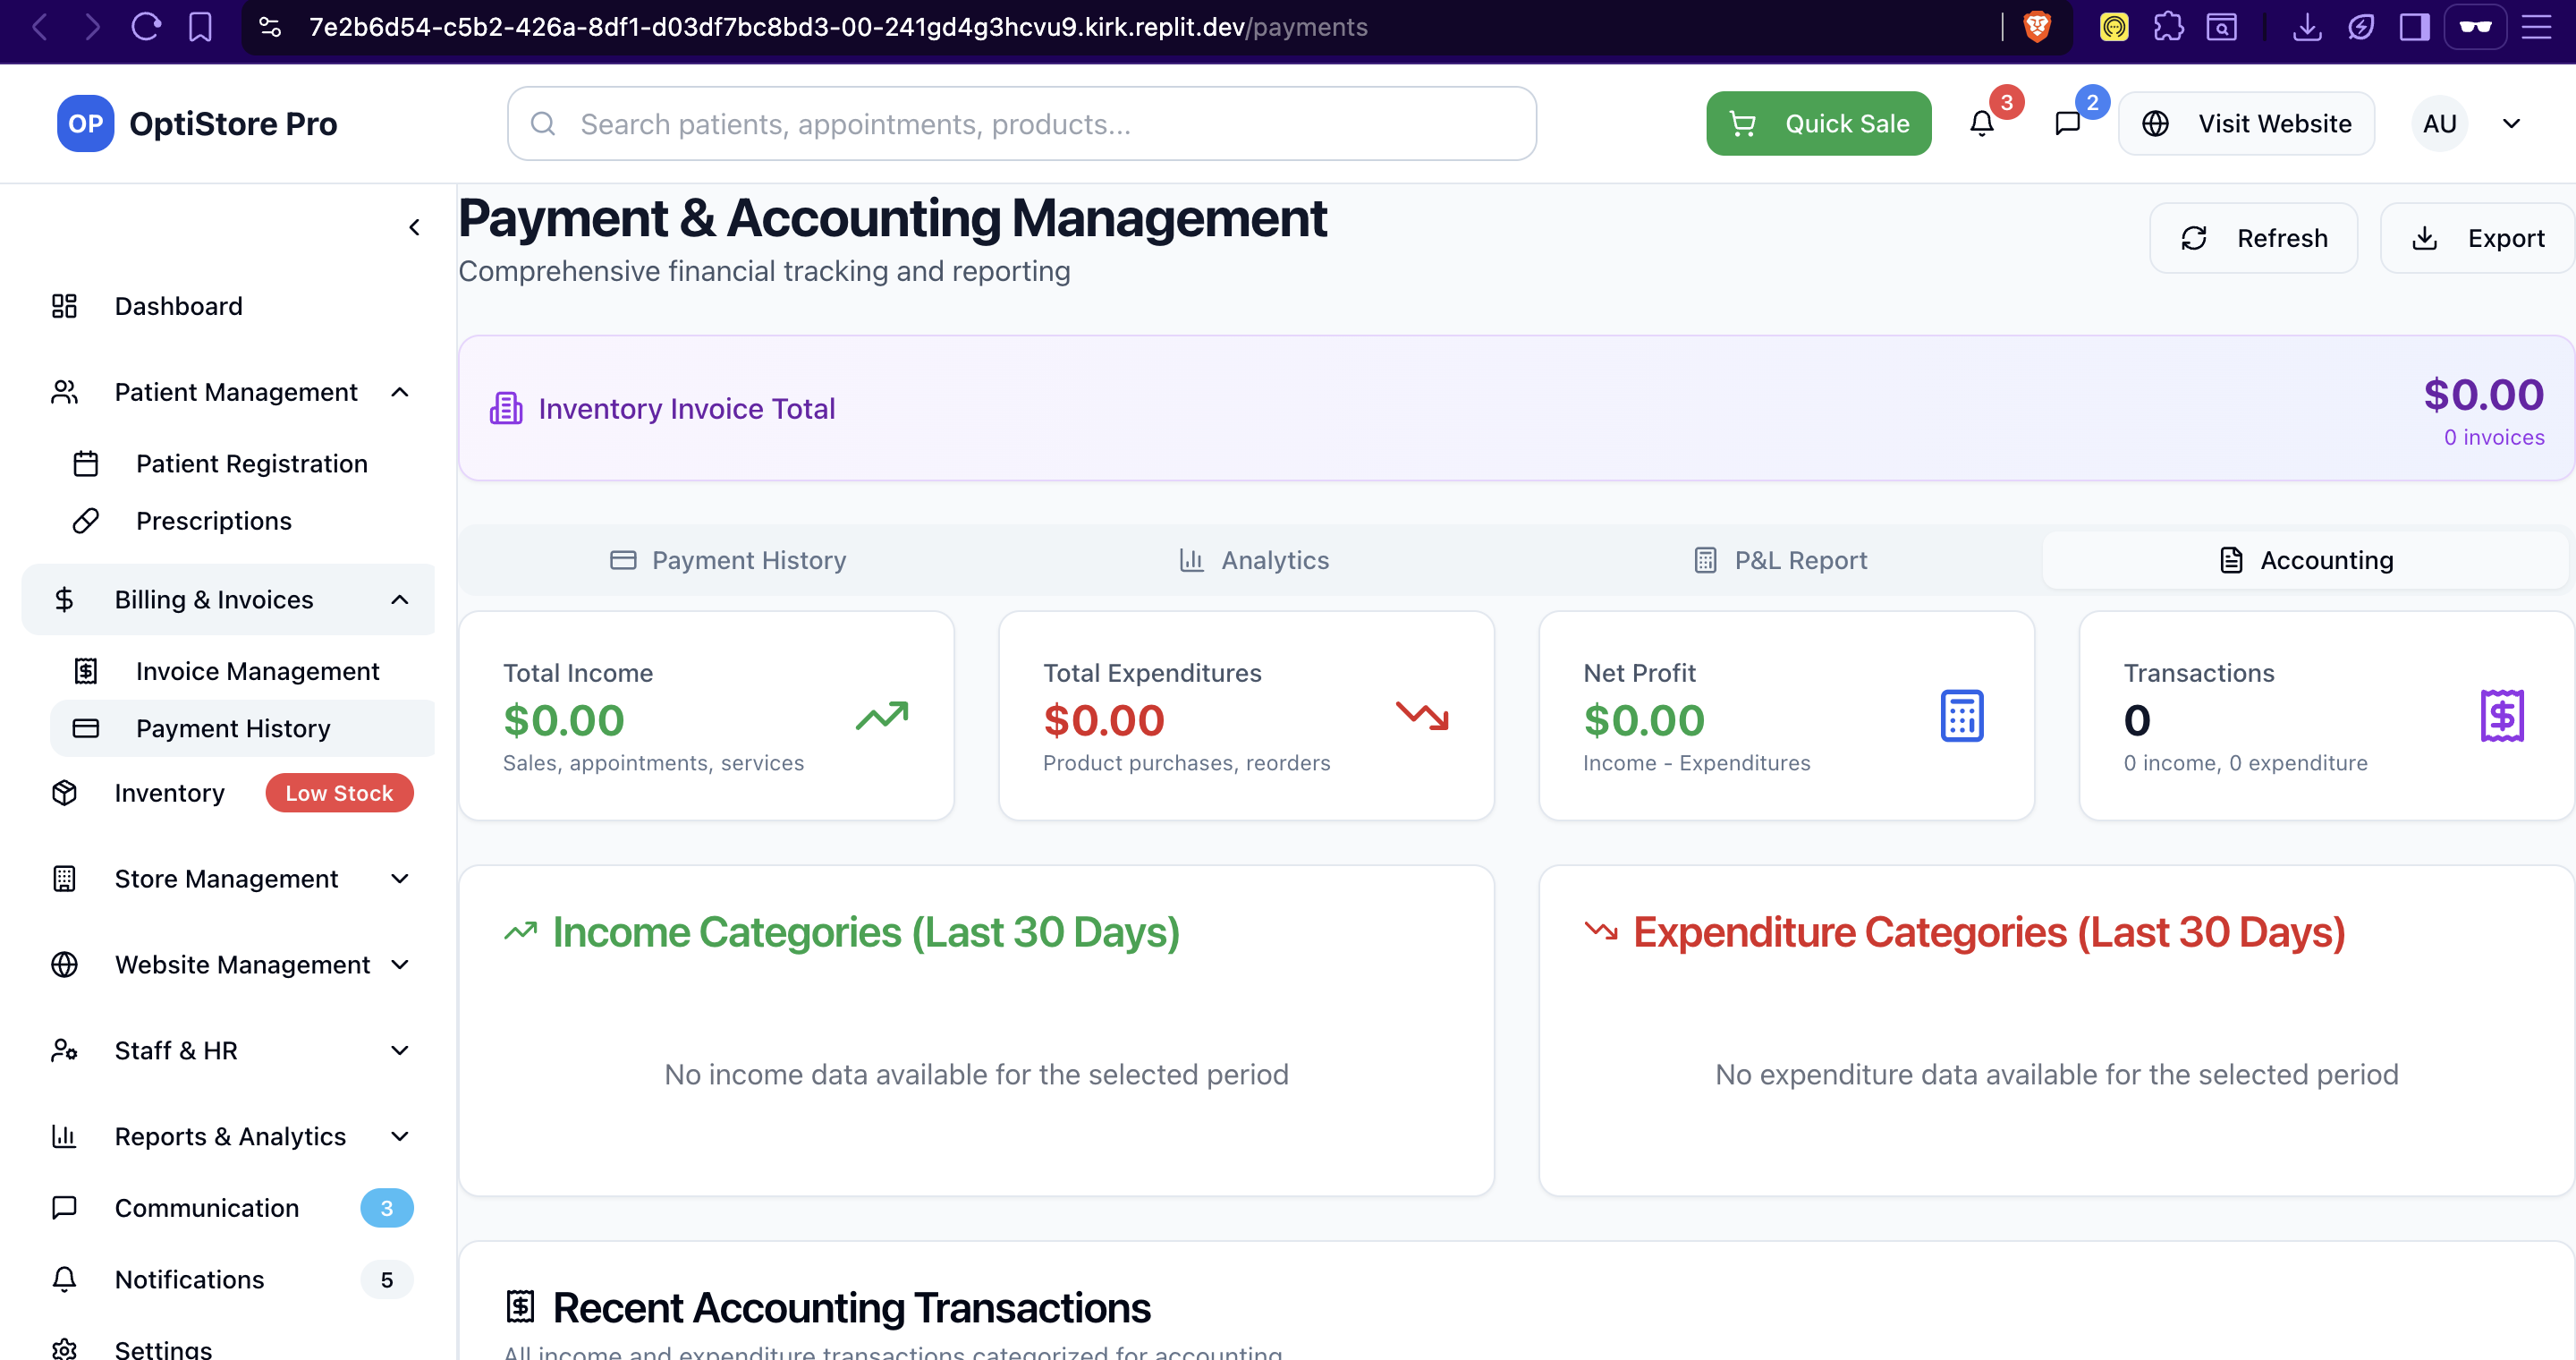 7e2b6d54-c5b2-426a-8df1-d03df7bc8bd3-00-241gd4g3hcvu9.kirk.replit.dev/payments
OP OptiStore Pro
Search patients, appointments, products...
Quick Sale
3
2
Visit Website
AU
Dashboard
Patient Management
Patient Registration
Prescriptions
Billing & Invoices
Invoice Management
Payment History
Inventory Low Stock
Store Management
Website Management
Staff & HR
Reports & Analytics
Communication 3
Notifications 5
Settings
Payment & Accounting Management
Comprehensive financial tracking and reporting
Refresh
Export
Inventory Invoice Total
$0.00
0 invoices
Payment History
Analytics
P&L Report
Accounting
Total Income
$0.00
Sales, appointments, services
Total Expenditures
$0.00
Product purchases, reorders
Net Profit
$0.00
Income - Expenditures
Transactions
0
0 income, 0 expenditure
Income Categories (Last 30 Days)
No income data available for the selected period
Expenditure Categories (Last 30 Days)
No expenditure data available for the selected period
Recent Accounting Transactions
All income and expenditure transactions categorized for accounting